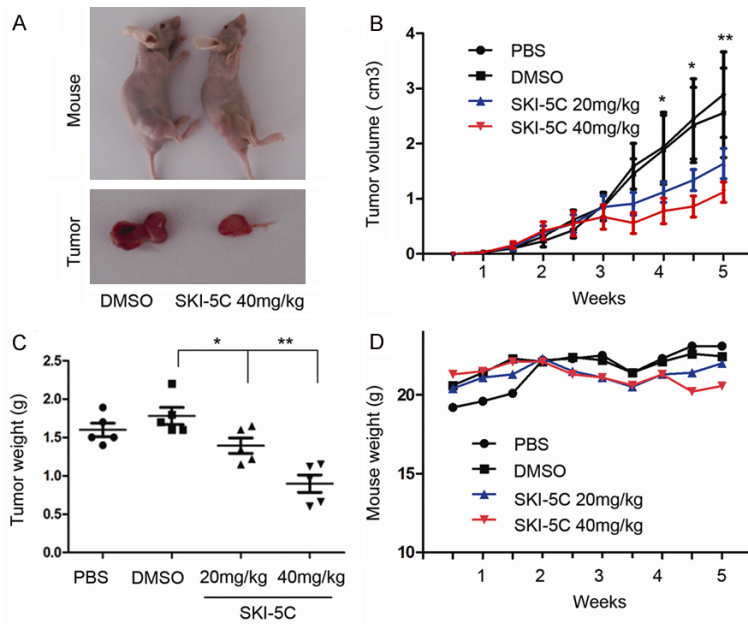 A
Mouse
Tumor
DMSO SKI-5C 40mg/kg
B
PBS
DMSO
SKI-5C 20mg/kg
SKI-5C 40mg/kg
* * **
Tumor volume ( cm3)
4
3
2
1
0
1 2 3 4 5
Weeks
C
* **
Tumor weight (g)
2.5
2.0
1.5
1.0
0.5
0.0
PBS DMSO 20mg/kg 40mg/kg
SKI-5C
D
Mouse weight (g)
20
10
PBS
DMSO
SKI-5C 20mg/kg
SKI-5C 40mg/kg
1 2 3 4 5
Weeks